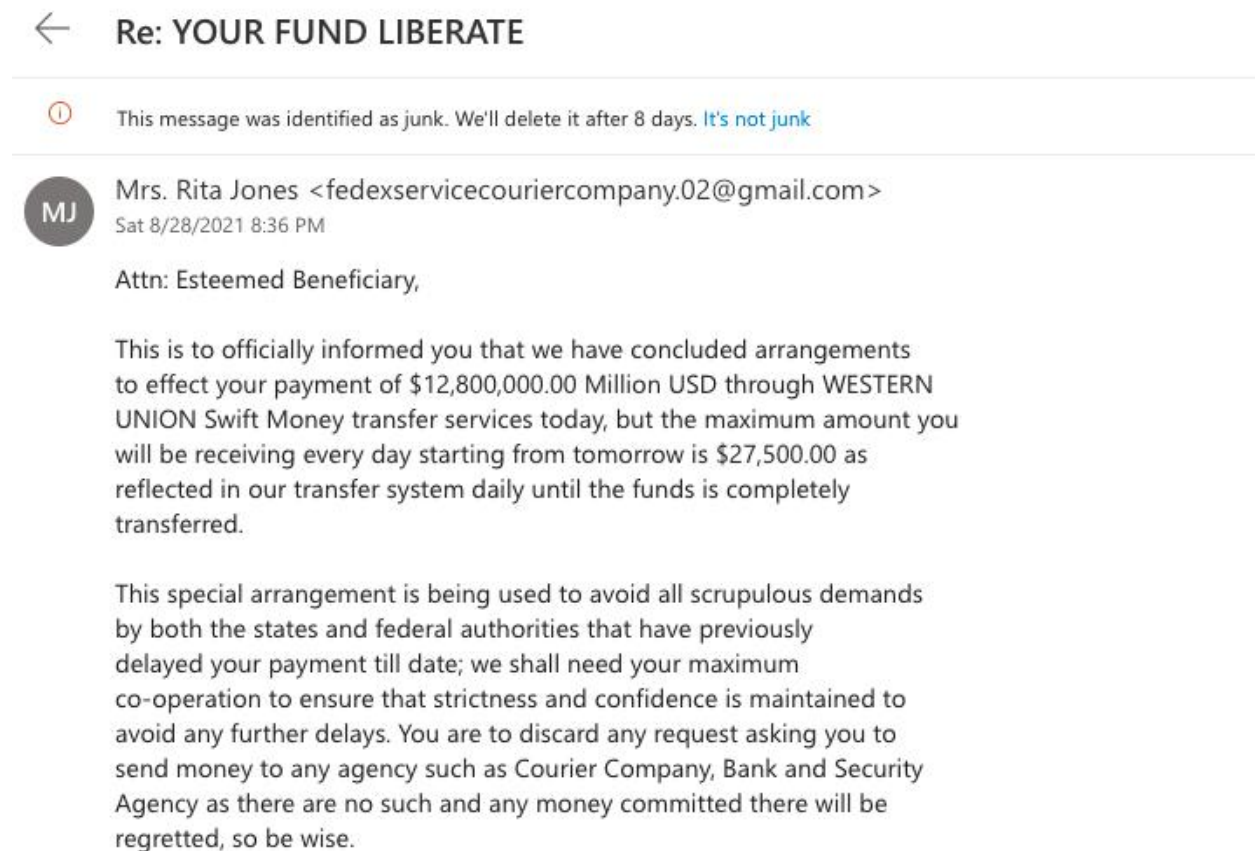 Re: YOUR FUND LIBERATE
This message was identified as junk. We'll delete it after 8 days. It's not junk
MJ
Mrs. Rita Jones <fedexservicecouriercompany.02@gmail.com>
Sat 8/28/2021 8:36 PM
Attn: Esteemed Beneficiary,
This is to officially informed you that we have concluded arrangements
to effect your payment of $12,800,000.00 Million USD through WESTERN
UNION Swift Money transfer services today, but the maximum amount you
will be receiving every day starting from tomorrow is $27,500.00 as
reflected in our transfer system daily until the funds is completely
transferred.
This special arrangement is being used to avoid all scrupulous demands
by both the states and federal authorities that have previously
delayed your payment till date; we shall need your maximum
co-operation to ensure that strictness and confidence is maintained to
avoid any further delays. You are to discard any request asking you to
send money to any agency such as Courier Company, Bank and Security
Agency as there are no such and any money committed there will be
regretted, so be wise.